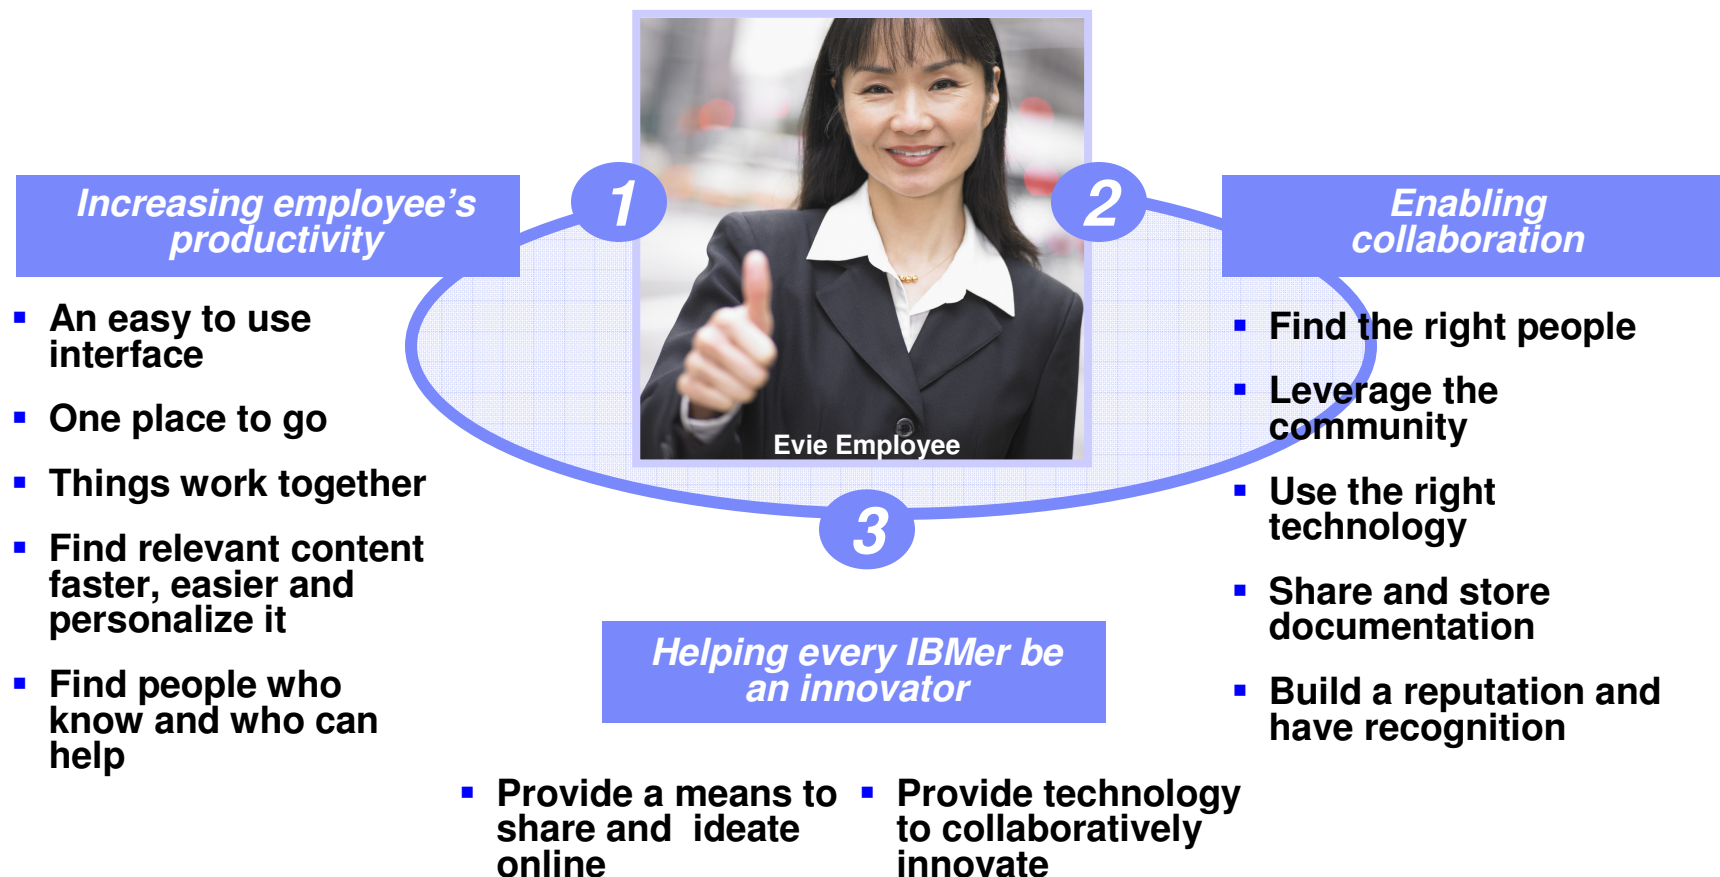 1
Increasing employee's
productivity
▪ An easy to use
interface
▪ One place to go
▪ Things work together
▪ Find relevant content
faster, easier and
personalize it
▪ Find people who
know and who can
help
Evie Employee
2
Enabling
collaboration
▪ Find the right people
▪ Leverage the
community
▪ Use the right
technology
▪ Share and store
documentation
▪ Build a reputation and
have recognition
3
Helping every IBMer be
an innovator
▪ Provide a means to
share and ideate
online
▪ Provide technology
to collaboratively
innovate